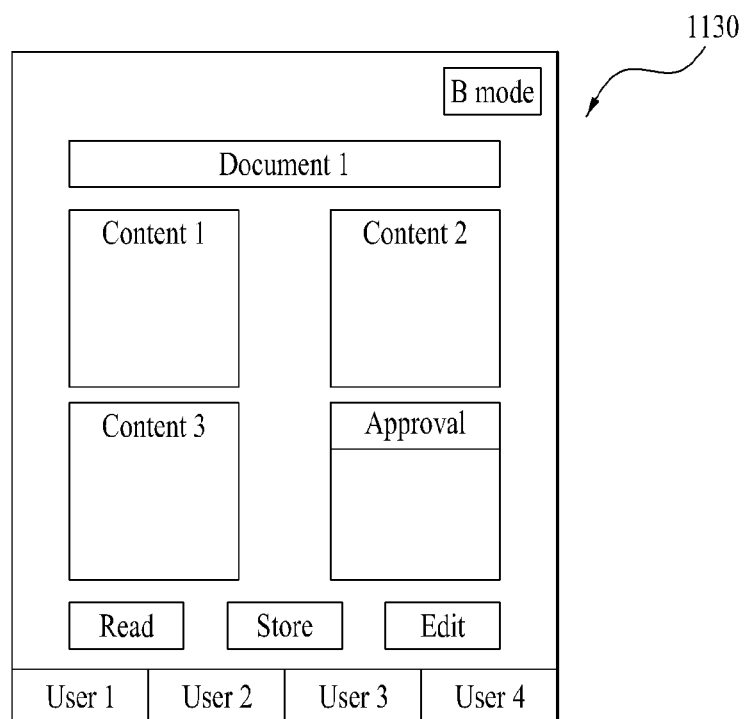 1130
B mode
Document 1
Content 1
Content 2
Content 3
Approval
Read
Store
Edit
User 1
User 2
User 3
User 4